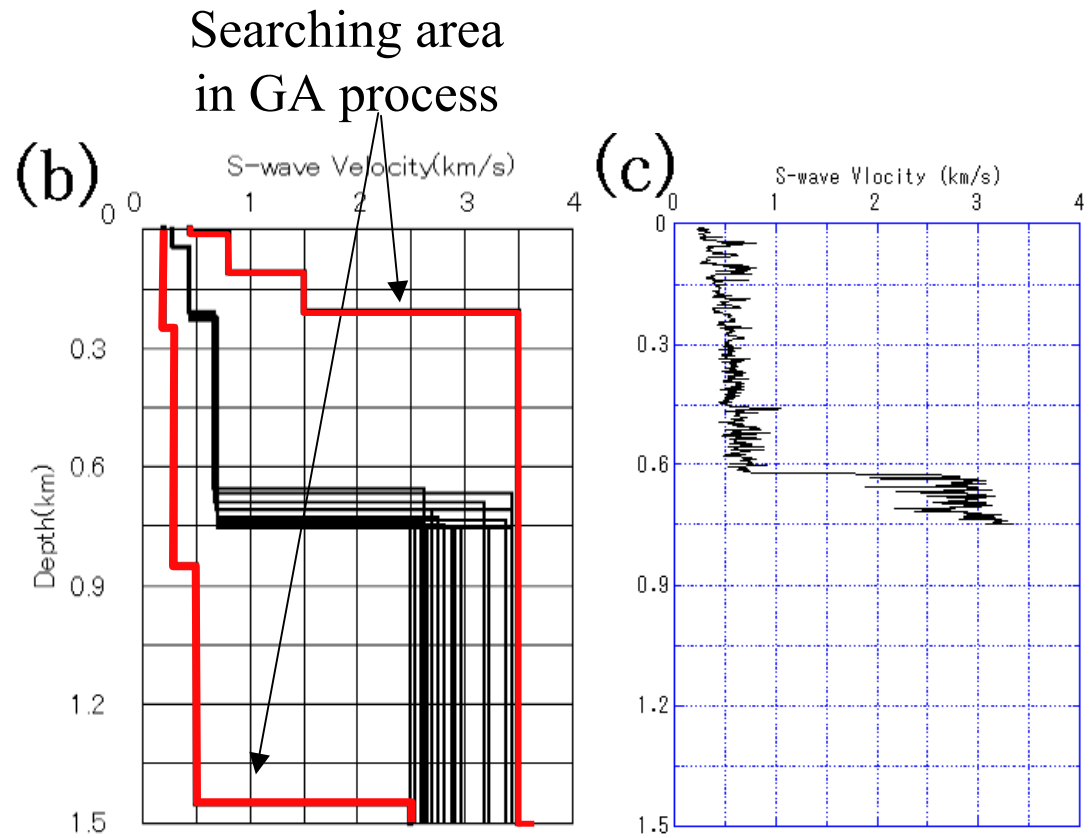 Searching area
in GA process
(b)
S-wave Velocity(km/s)
0 1 2 3 4
0
0.3
0.6
0.9
1.2
1.5
Depth(km)
(c)
S-wave Vlocity (km/s)
0 1 2 3 4
0
0.3
0.6
0.9
1.2
1.5